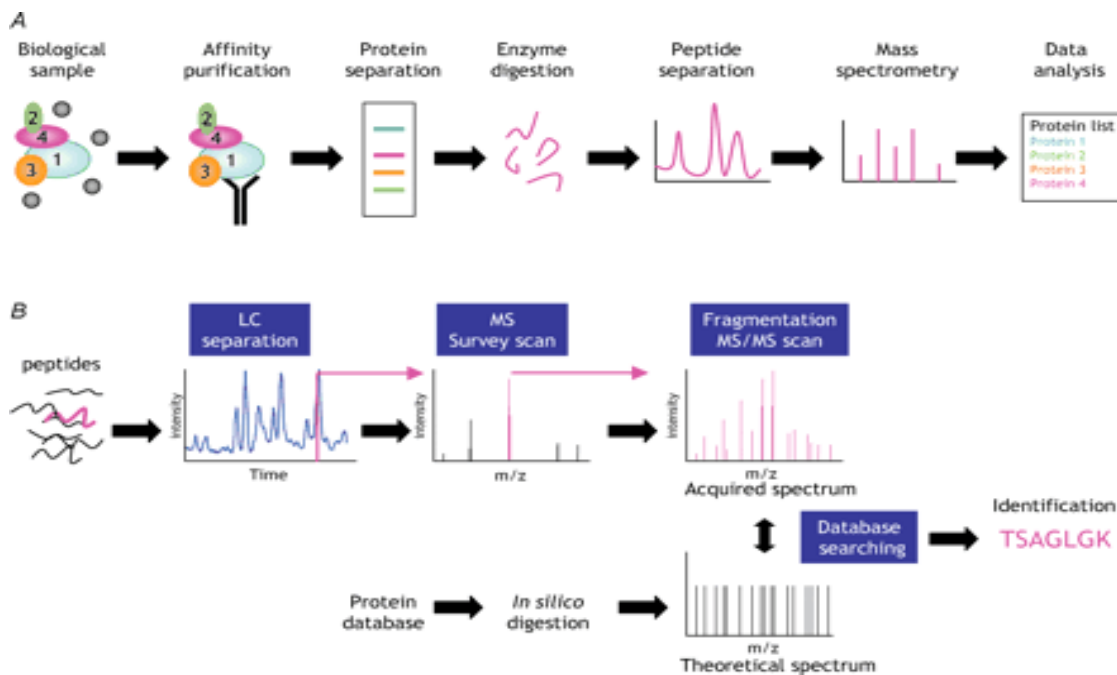 A
Biological
sample
Affinity
purification
Protein
separation
Enzyme
digestion
Peptide
separation
Mass
spectrometry
Data
analysis
2
4
1
3
2
4
1
3
Protein list
Protein 1
Protein 2
Protein 3
Protein 4
B
peptides
LC
separation
MS
Survey scan
Fragmentation
MS/MS scan
Intensity
Time
Intensity
m/z
Intensity
m/z
Acquired spectrum
Database
searching
Identification
TSAGLGK
Protein
database
In silico
digestion
m/z
Theoretical spectrum